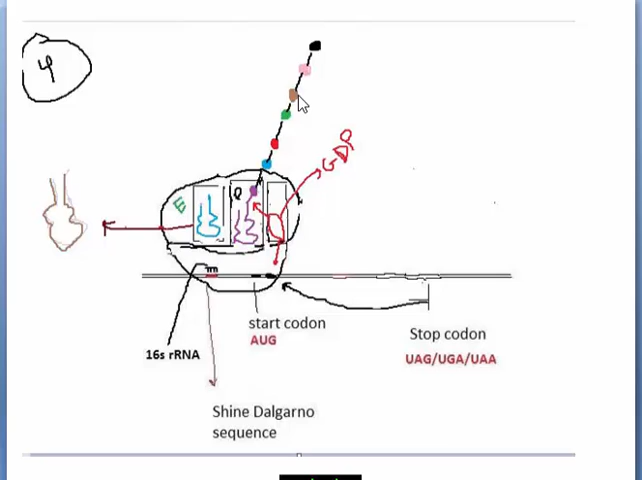 4
GDP
E
P
start codon
AUG
16s rRNA
Stop codon
UAG/UGA/UAA
Shine Dalgarno
sequence